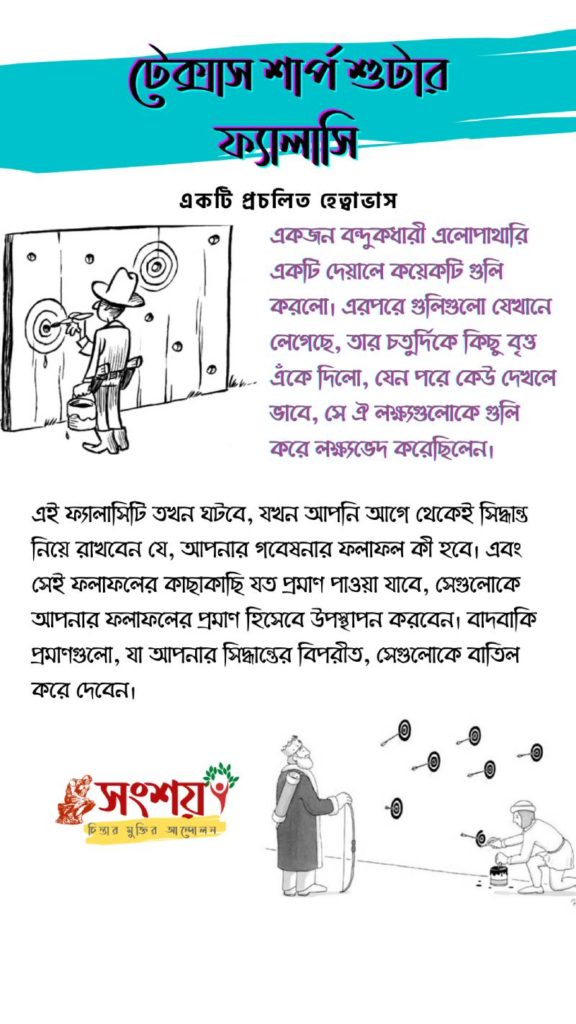 টেক্সাস শার্প শুটার
ফ্যালাসি
একটি প্রচলিত হেত্বাভাস
একজন বন্দুকধারী এলোপাথারি
একটি দেয়ালে কয়েকটি গুলি
করলো। এরপরে গুলিগুলো যেখানে
লেগেছে, তার চতুর্দিকে কিছু বৃত্ত
এঁকে দিলো, যেন পরে কেউ দেখলে
ভাবে, সে ঐ লক্ষ্যগুলোকে গুলি
করে লক্ষ্যভেদ করেছিলেন।
এই ফ্যালাসিটি তখন ঘটবে, যখন আপনি আগে থেকেই সিদ্ধান্ত
নিয়ে রাখবেন যে, আপনার গবেষনার ফলাফল কী হবে। এবং
সেই ফলাফলের কাছাকাছি যত প্রমাণ পাওয়া যাবে, সেগুলোকে
আপনার ফলাফলের প্রমাণ হিসেবে উপস্থাপন করবেন। বাদবাকি
প্রমাণগুলো, যা আপনার সিদ্ধান্তের বিপরীত, সেগুলোকে বাতিল
করে দেবেন।
সংশয়
চিন্তার মুক্তির আন্দোলন